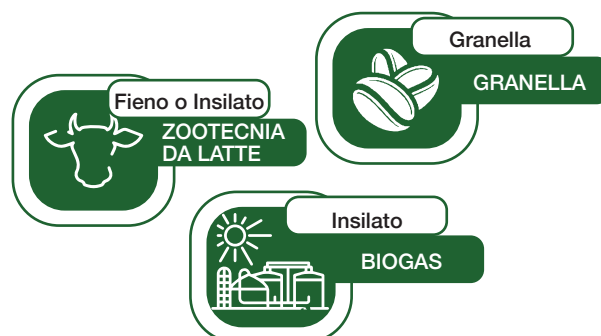 Granella
GRANELLA
Fieno o Insilato
ZOOTECNIA
DA LATTE
Insilato
BIOGAS